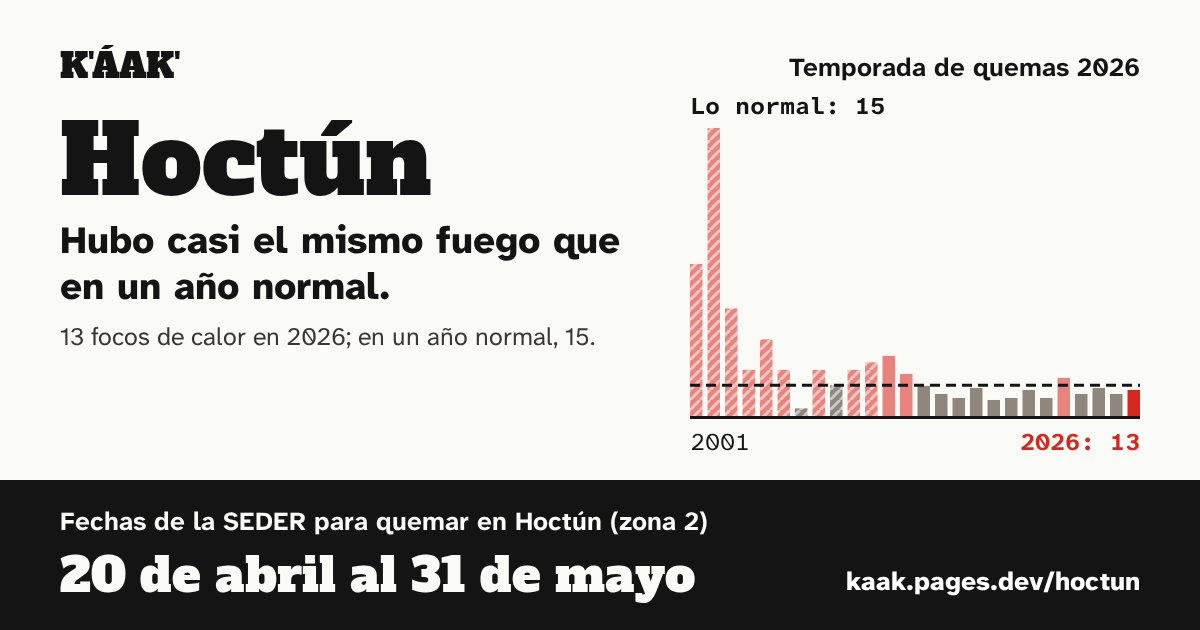 K'ÁAK'
Temporada de quemas 2026
Lo normal: 15
Hoctún
Hubo casi el mismo fuego que
en un año normal.
13 focos de calor en 2026; en un año normal, 15.
2001
2026: 13
Fechas de la SEDER para quemar en Hoctún (zona 2)
20 de abril al 31 de mayo
kaak.pages.dev/hoctun